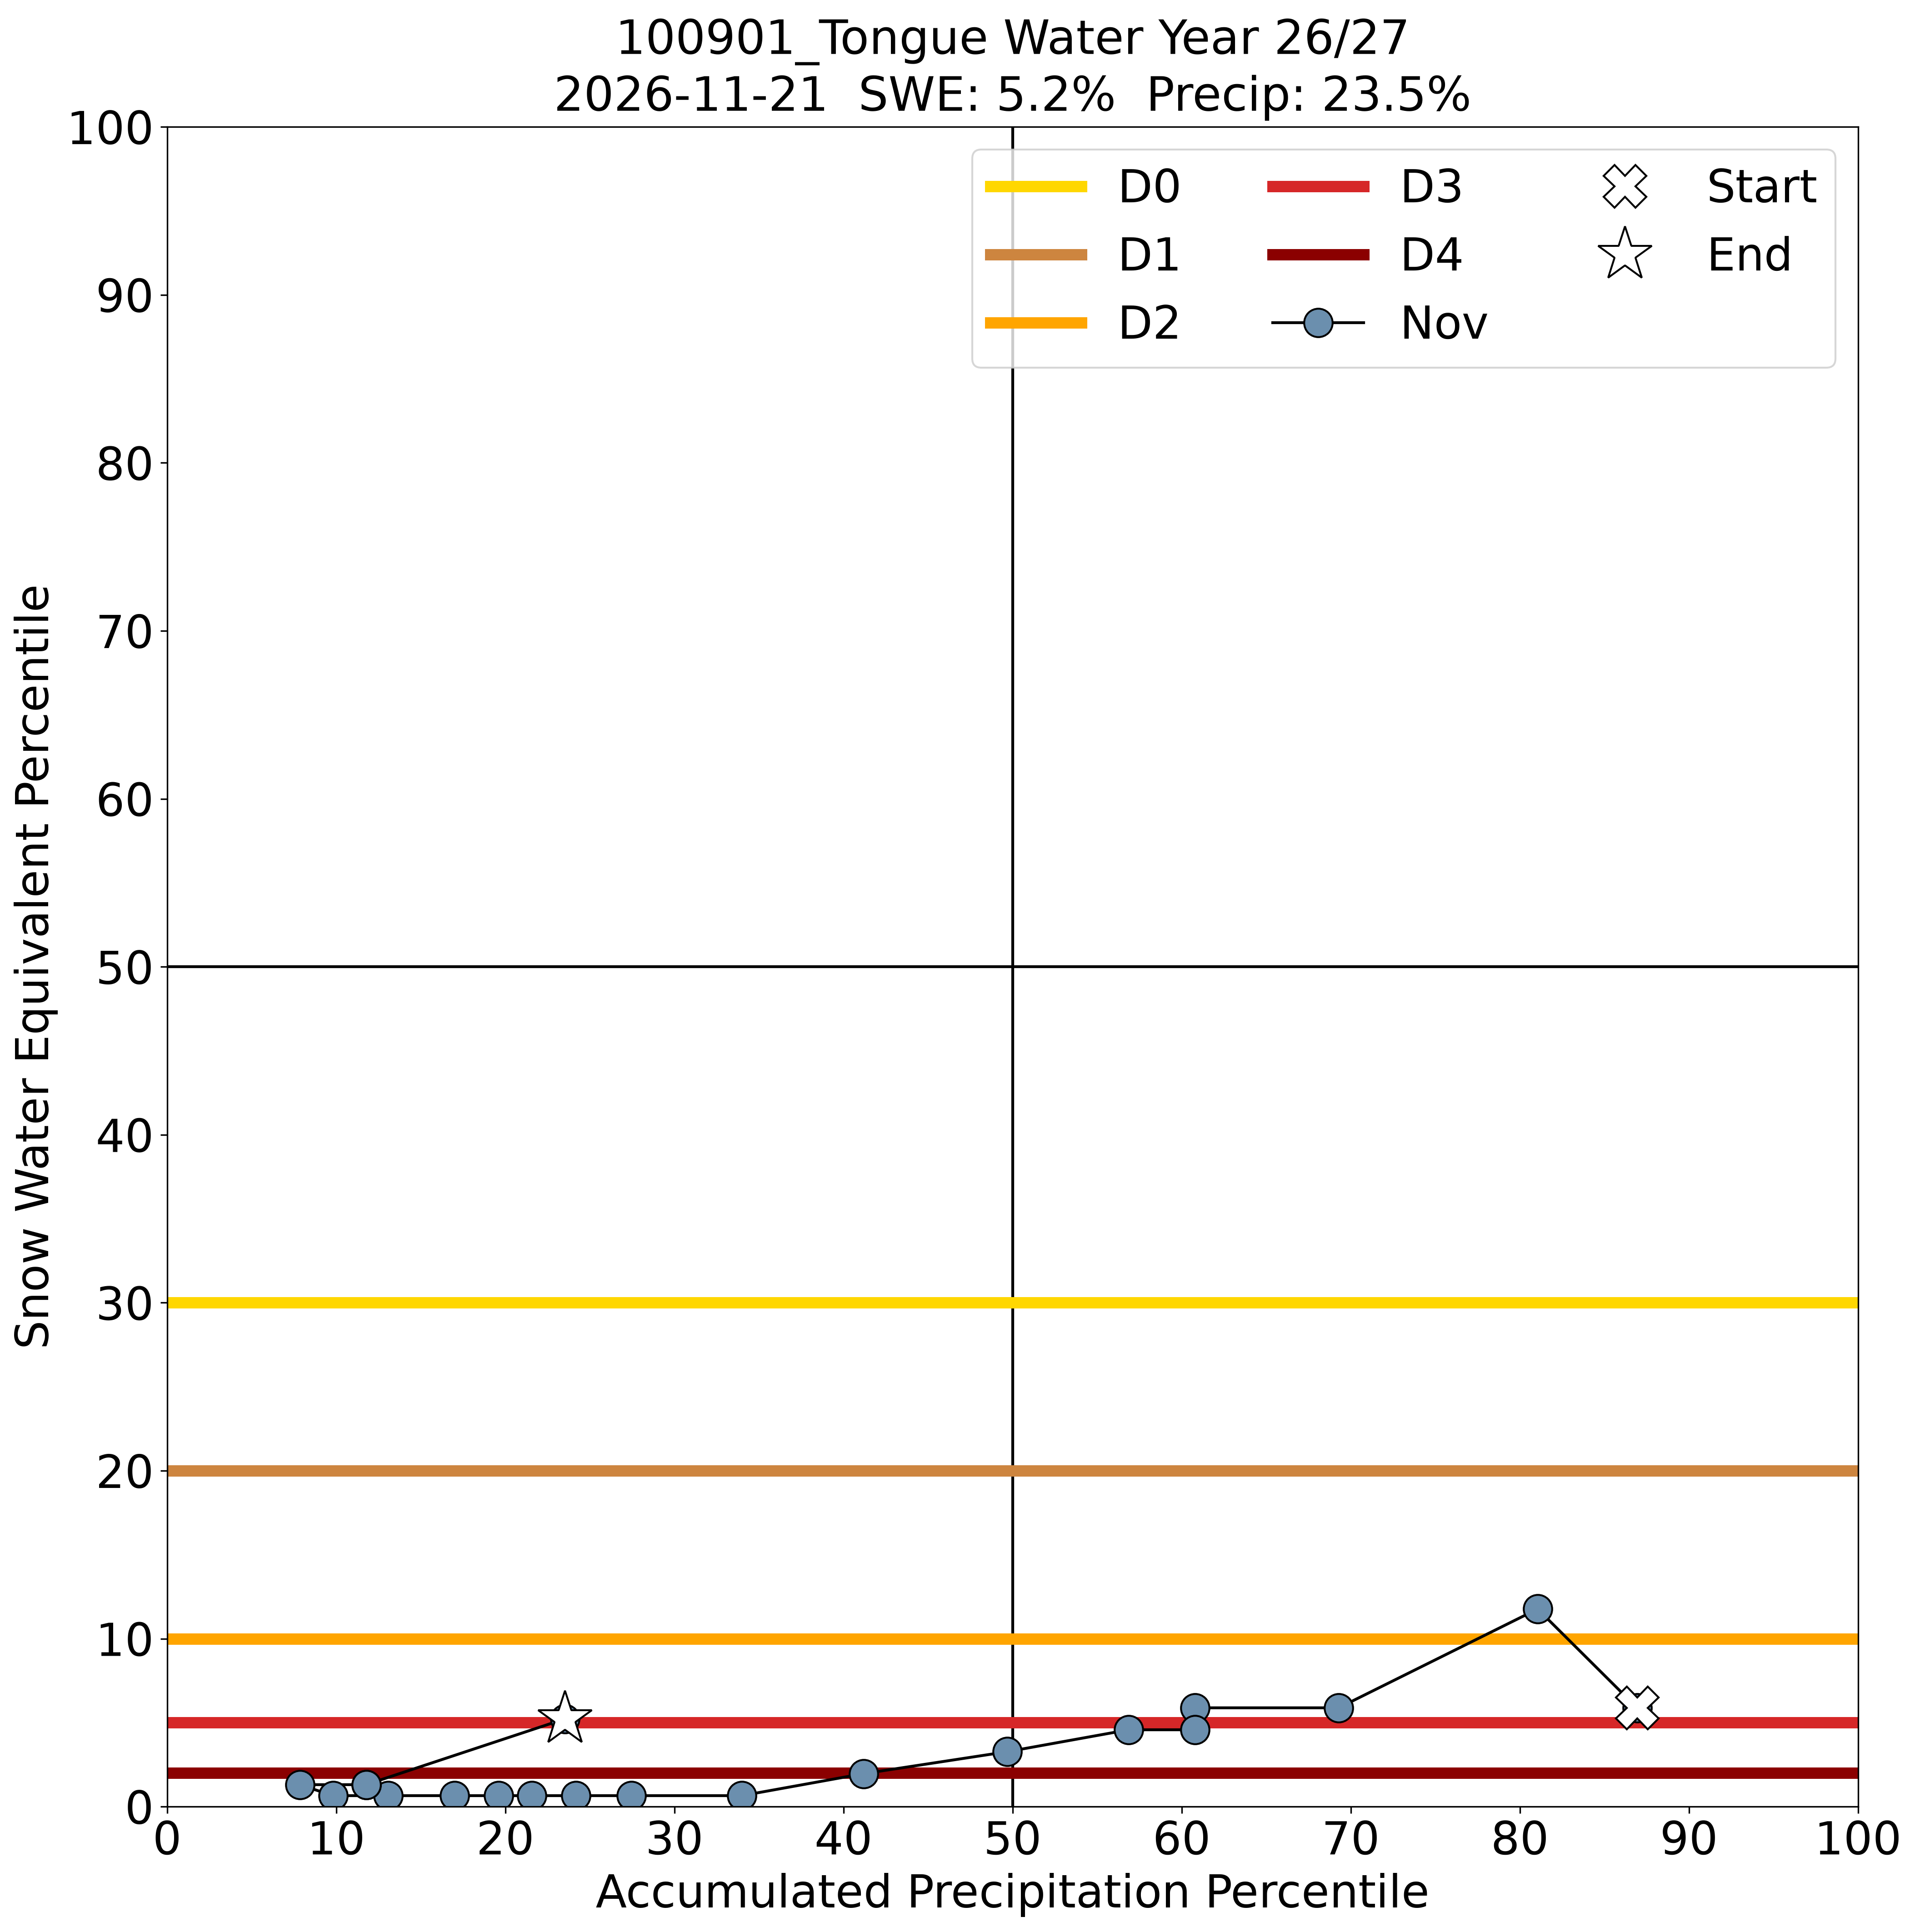 100901_Tongue Water Year 26/27
2026-11-21 SWE: 5.2% Precip: 23.5%
D0
D1
D2
D3
D4
Nov
Start
End
Snow Water Equivalent Percentile
100
90
80
70
60
50
40
30
20
10
0
0 10 20 30 40 50 60 70 80 90 100
Accumulated Precipitation Percentile